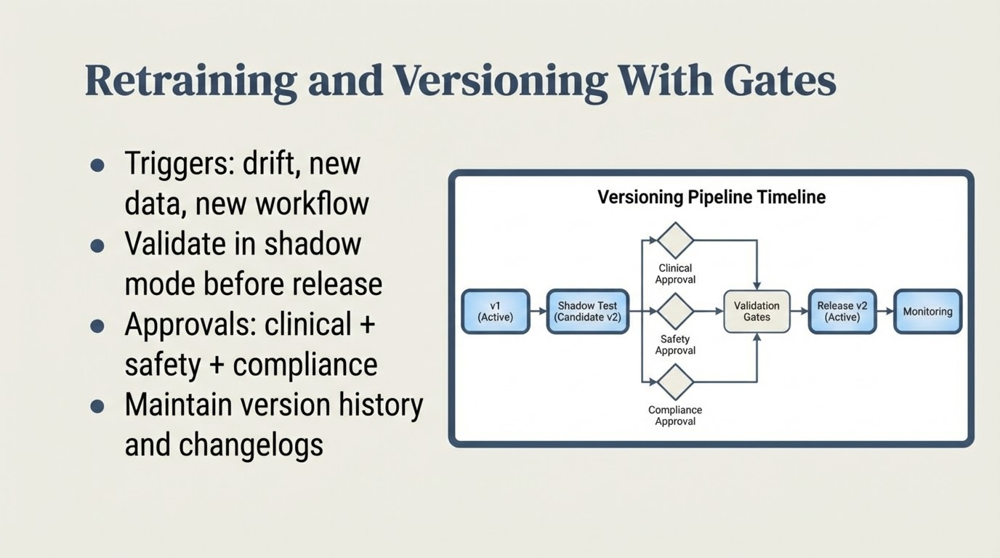 Retraining and Versioning With Gates
• Triggers: drift, new
data, new workflow
• Validate in shadow
mode before release
• Approvals: clinical +
safety + compliance
• Maintain version history
and changelogs
Versioning Pipeline Timeline
v1
(Active)
Shadow Test
(Candidate v2)
Clinical
Approval
Safety
Approval
Compliance
Approval
Validation
Gates
Release v2
(Active)
Monitoring